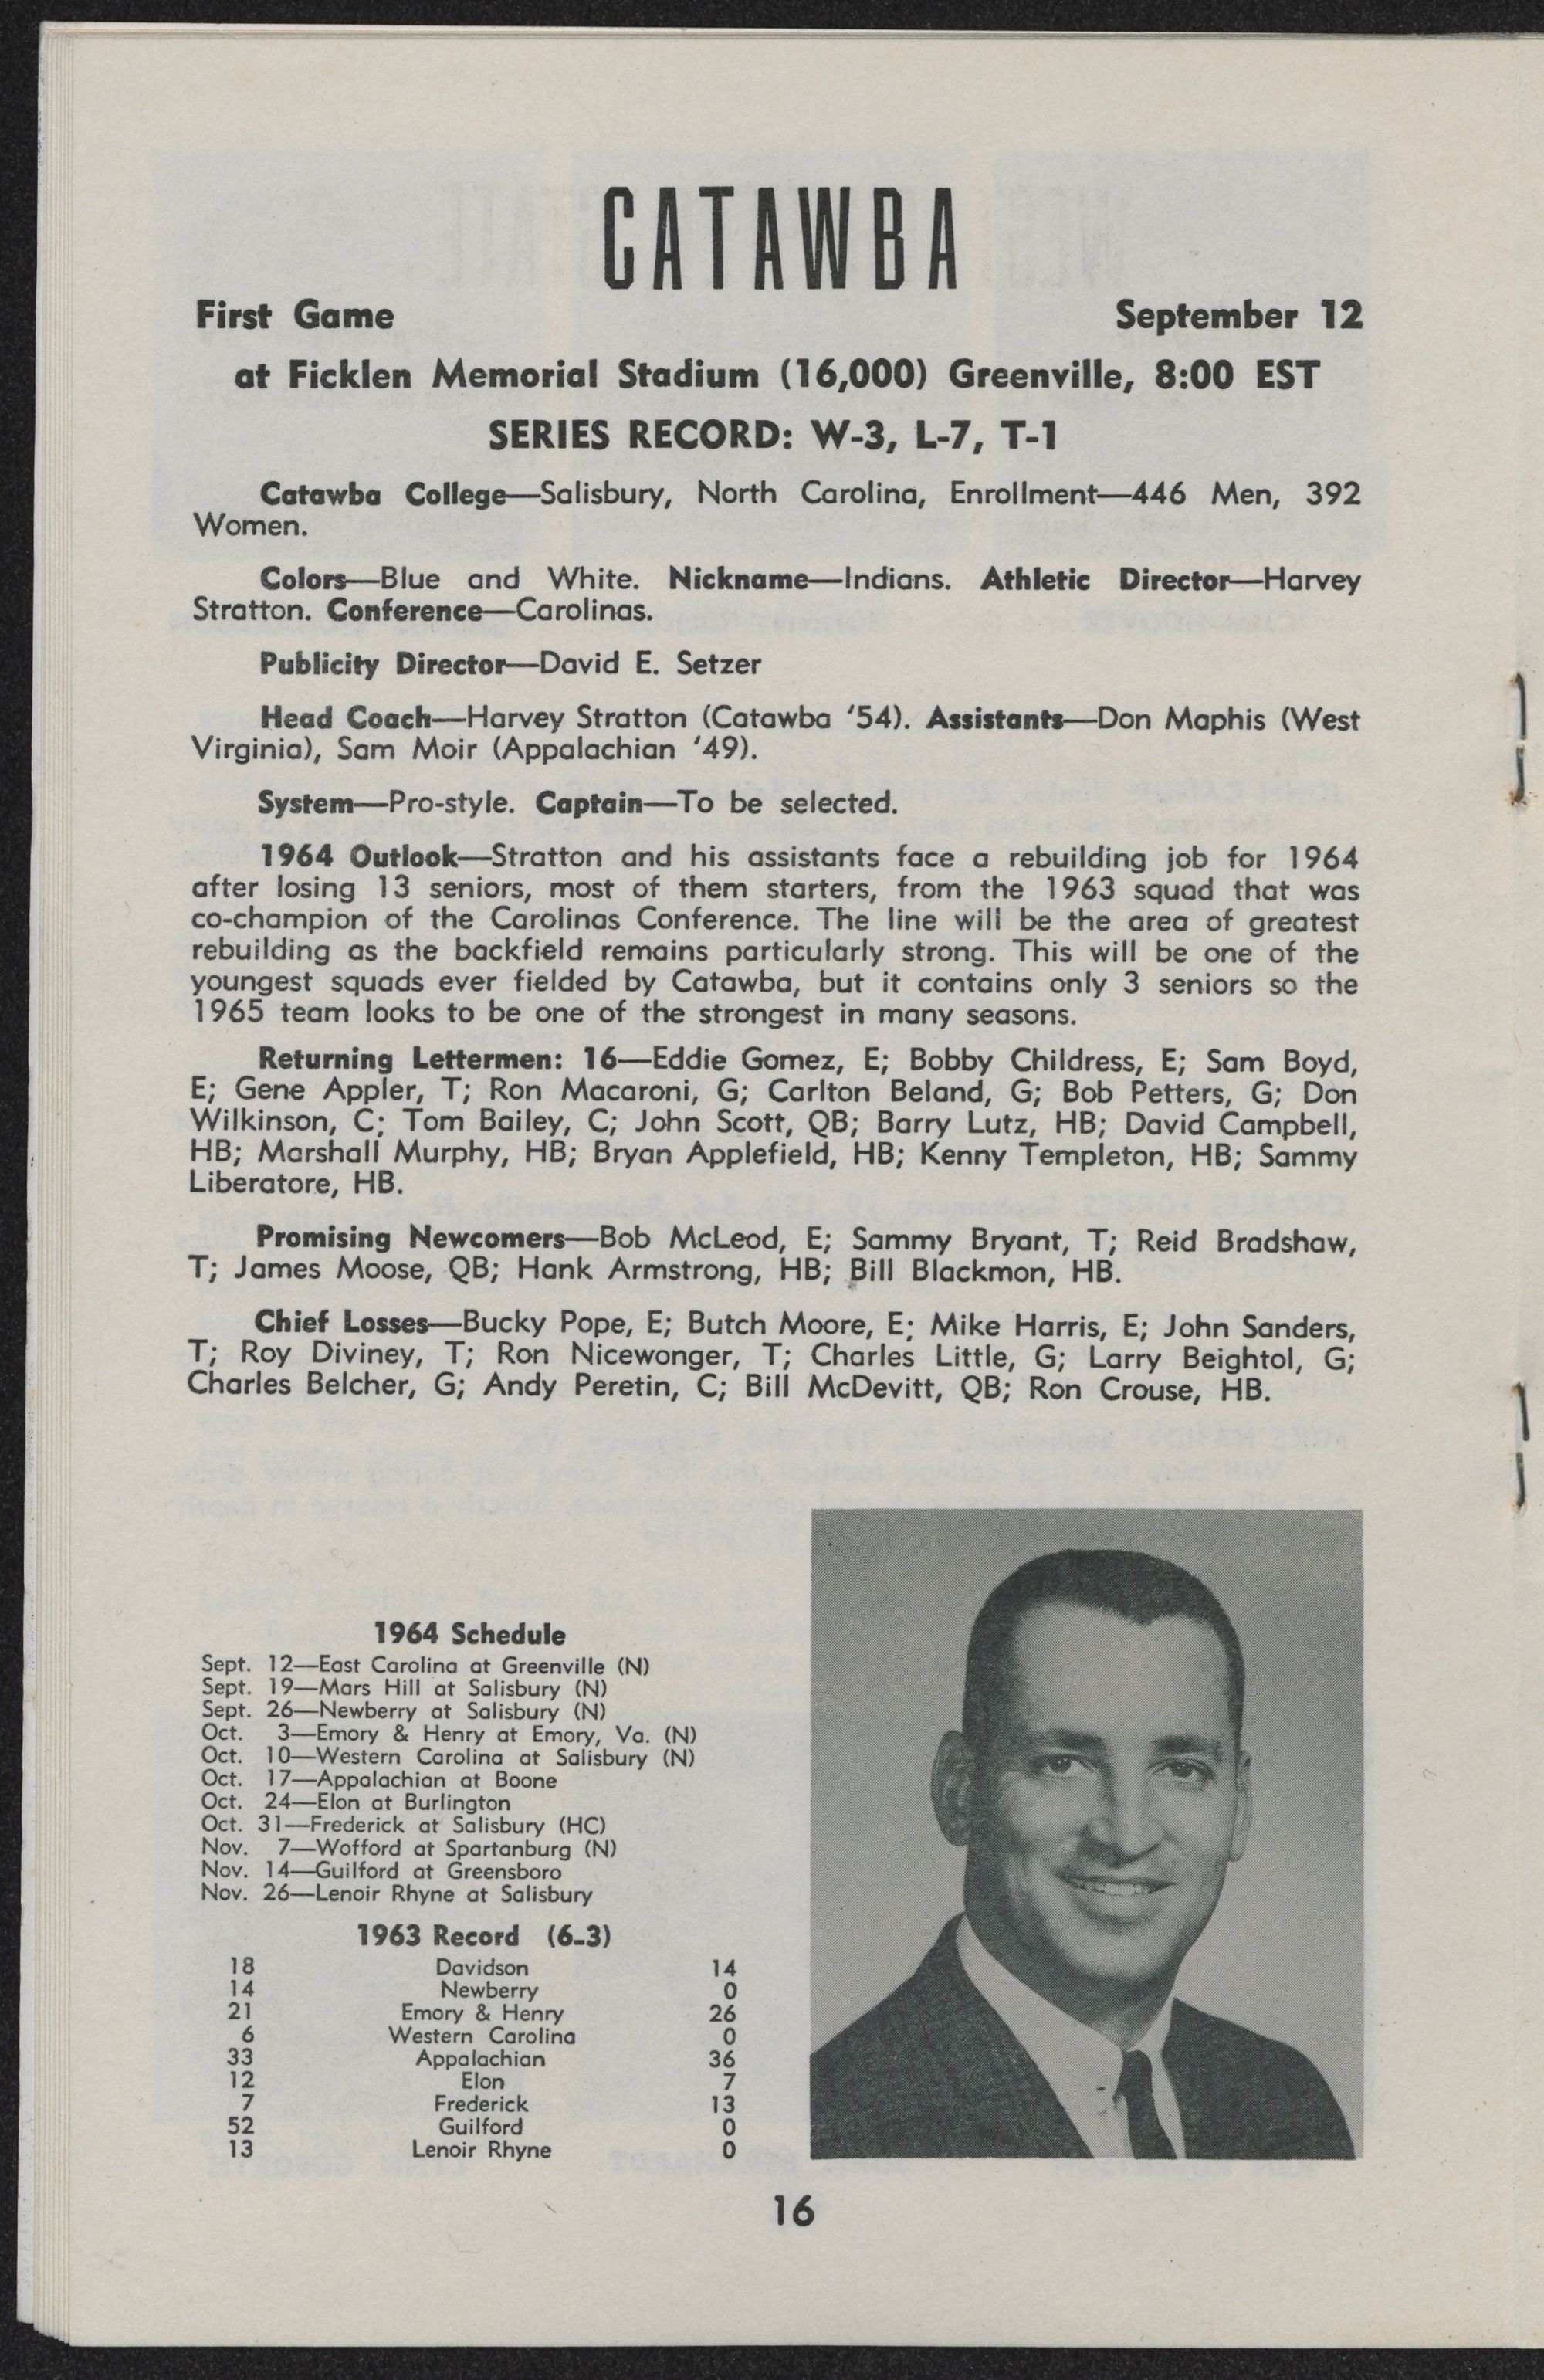 CATAWBA
First Game September 12
at Ficklen Memorial Stadium (16,000) Greenville, 8:00 EST
SERIES RECORD: W-3, L-7, T-1
Catawba College—Salisbury, North Carolina, Enrollment—446 Men, 392
Women.
Colors—Blue and White. Nickname—Indians. Athletic Director—Harvey
Stratton. Conference—Carolinas.
Publicity Director—David E. Setzer
Head Coach—Harvey Stratton (Catawba '54). Assistants—Don Maphis (West
Virginia), Sam Moir (Appalachian '49).
System—Pro-style. Captain—To be selected.
1964 Outlook—Stratton and his assistants face a rebuilding job for 1964
after losing 13 seniors, most of them starters, from the 1963 squad that was
co-champion of the Carolinas Conference. The line will be the area of greatest
rebuilding as the backfield remains particularly strong. This will be one of the
youngest squads ever fielded by Catawba, but it contains only 3 seniors so the
1965 team looks to be one of the strongest in many seasons.
Returning Lettermen: 16—Eddie Gomez, E; Bobby Childress, E; Sam Boyd,
E; Gene Appler, T; Ron Macaroni, G; Carlton Beland, G; Bob Petters, G; Don
Wilkinson, C; Tom Bailey, C; John Scott, QB; Barry Lutz, HB; David Campbell,
HB; Marshall Murphy, HB; Bryan Applefield, HB; Kenny Templeton, HB; Sammy
Liberatore, HB.
Promising Newcomers—Bob McLeod, E; Sammy Bryant, T; Reid Bradshaw,
T; James Moose, QB; Hank Armstrong, HB; Bill Blackmon, HB.
Chief Losses—Bucky Pope, E; Butch Moore, E; Mike Harris, E; John Sanders,
T; Roy Diviney, T; Ron Nicewonger, T; Charles Little, G; Larry Beightol, G;
Charles Belcher, G; Andy Peretin, C; Bill McDevitt, QB; Ron Crouse, HB.
1964 Schedule
Sept. 12—East Carolina at Greenville (N)
Sept. 19—Mars Hill at Salisbury (N)
Sept. 26—Newberry at Salisbury (N)
Oct. 3—Emory & Henry at Emory, Va. (N)
Oct. 10—Western Carolina at Salisbury (N)
Oct. 17—Appalachian at Boone
Oct. 24—Elon at Burlington
Oct. 31—Frederick at Salisbury (HC)
Nov. 7—Wofford at Spartanburg (N)
Nov. 14—Guilford at Greensboro
Nov. 26—Lenoir Rhyne at Salisbury
1963 Record (6-3)
18 Davidson 14
14 Newberry 0
21 Emory & Henry 26
6 Western Carolina 0
33 Appalachian 36
12 Elon 7
7 Frederick 13
52 Guilford 0
13 Lenoir Rhyne 0
16